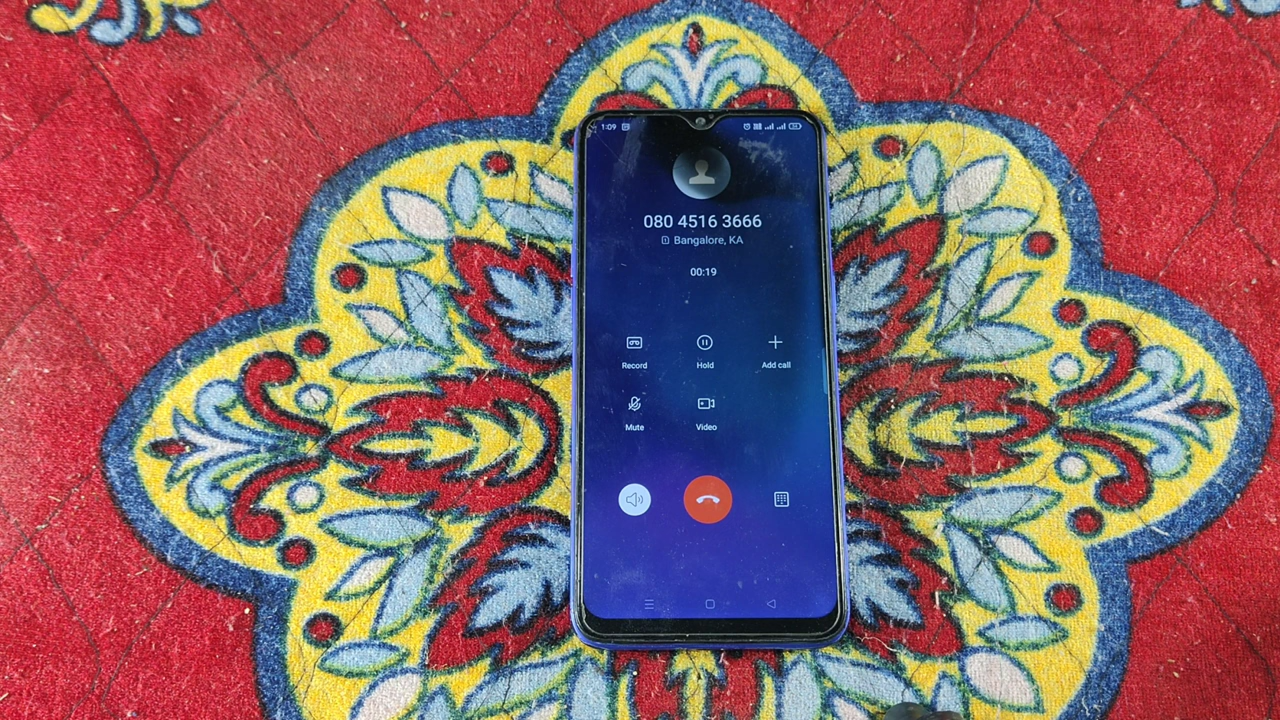 1:09
080 4516 3666
Bangalore, KA
00:19
Record Hold Add call
Mute Video